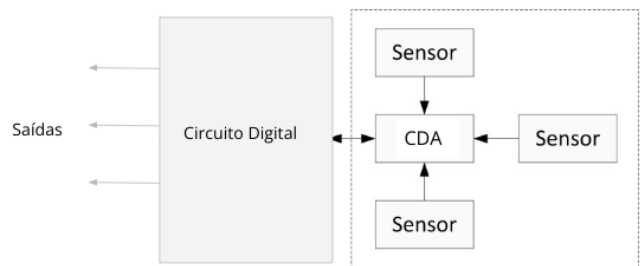 Sensor
Saídas
Circuito Digital
CDA
Sensor
Sensor